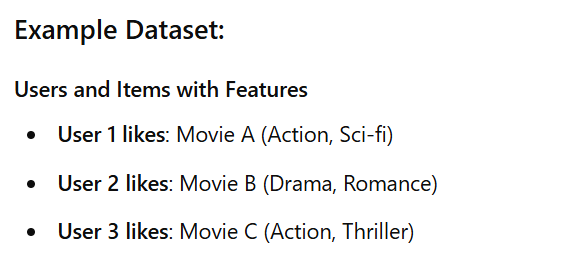 Example Dataset:
Users and Items with Features
• User 1 likes: Movie A (Action, Sci-fi)
• User 2 likes: Movie B (Drama, Romance)
• User 3 likes: Movie C (Action, Thriller)